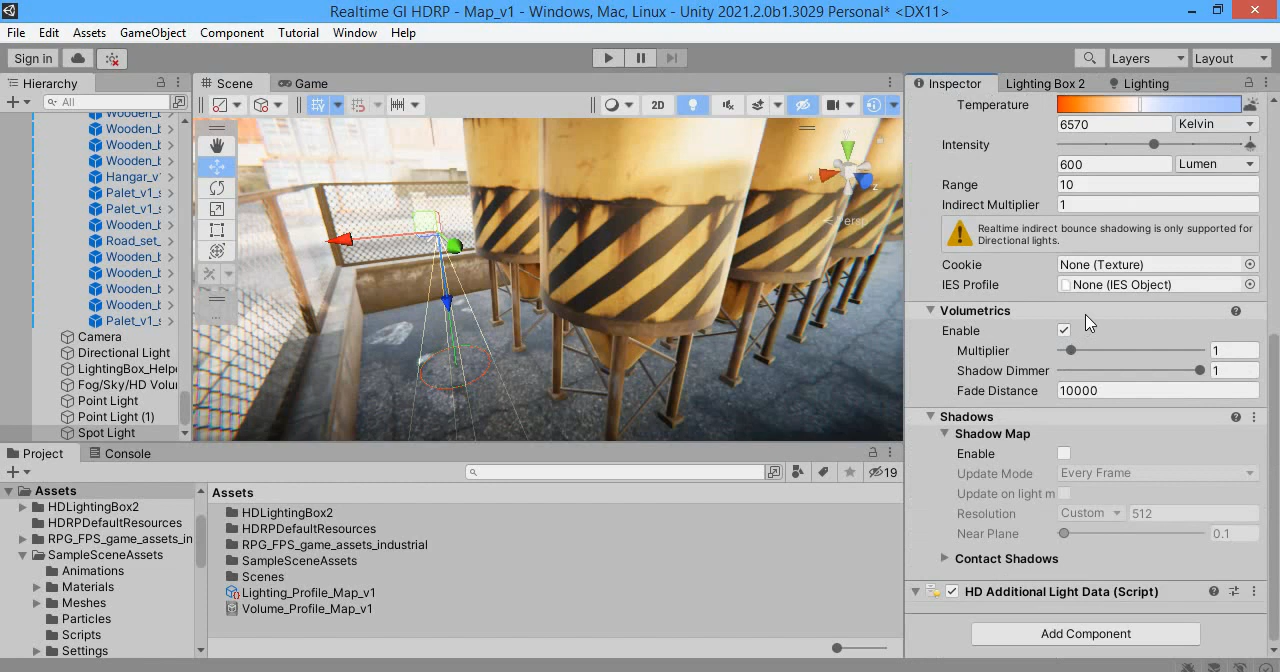 Realtime GI HDRP - Map_v1 - Windows, Mac, Linux - Unity 2021.2.0b1.3029 Personal* <DX11>
File Edit Assets GameObject Component Tutorial Window Help
Sign in
Layers
Layout
Hierarchy
All
Wooden_b
Wooden_b
Wooden_b
Wooden_b
Hangar_v
Palet_v1_s
Palet_v1_s
Wooden_b
Road_set_
Wooden_b
Wooden_b
Wooden_b
Wooden_b
Palet_v1_s
Camera
Directional Light
LightingBox_Helpe
Fog/Sky/HD Volu
Point Light
Point Light (1)
Spot Light
Scene
Game
2D
y
x
z
Persp
Inspector
Lighting Box 2
Lighting
Temperature
6570
Kelvin
Intensity
600
Lumen
Range 10
Indirect Multiplier 1
Realtime indirect bounce shadowing is only supported for
Directional lights.
Cookie None (Texture)
IES Profile None (IES Object)
Volumetrics
Enable
Multiplier 1
Shadow Dimmer 1
Fade Distance 10000
Shadows
Shadow Map
Enable
Update Mode Every Frame
Update on light m
Resolution Custom 512
Near Plane 0.1
Contact Shadows
HD Additional Light Data (Script)
Add Component
Project
Console
19
Assets
HDLightingBox2
HDRPDefaultResources
RPG_FPS_game_assets_in
SampleSceneAssets
Animations
Materials
Meshes
Particles
Scripts
Settings
Assets
HDLightingBox2
HDRPDefaultResources
RPG_FPS_game_assets_industrial
SampleSceneAssets
Scenes
Lighting_Profile_Map_v1
Volume_Profile_Map_v1